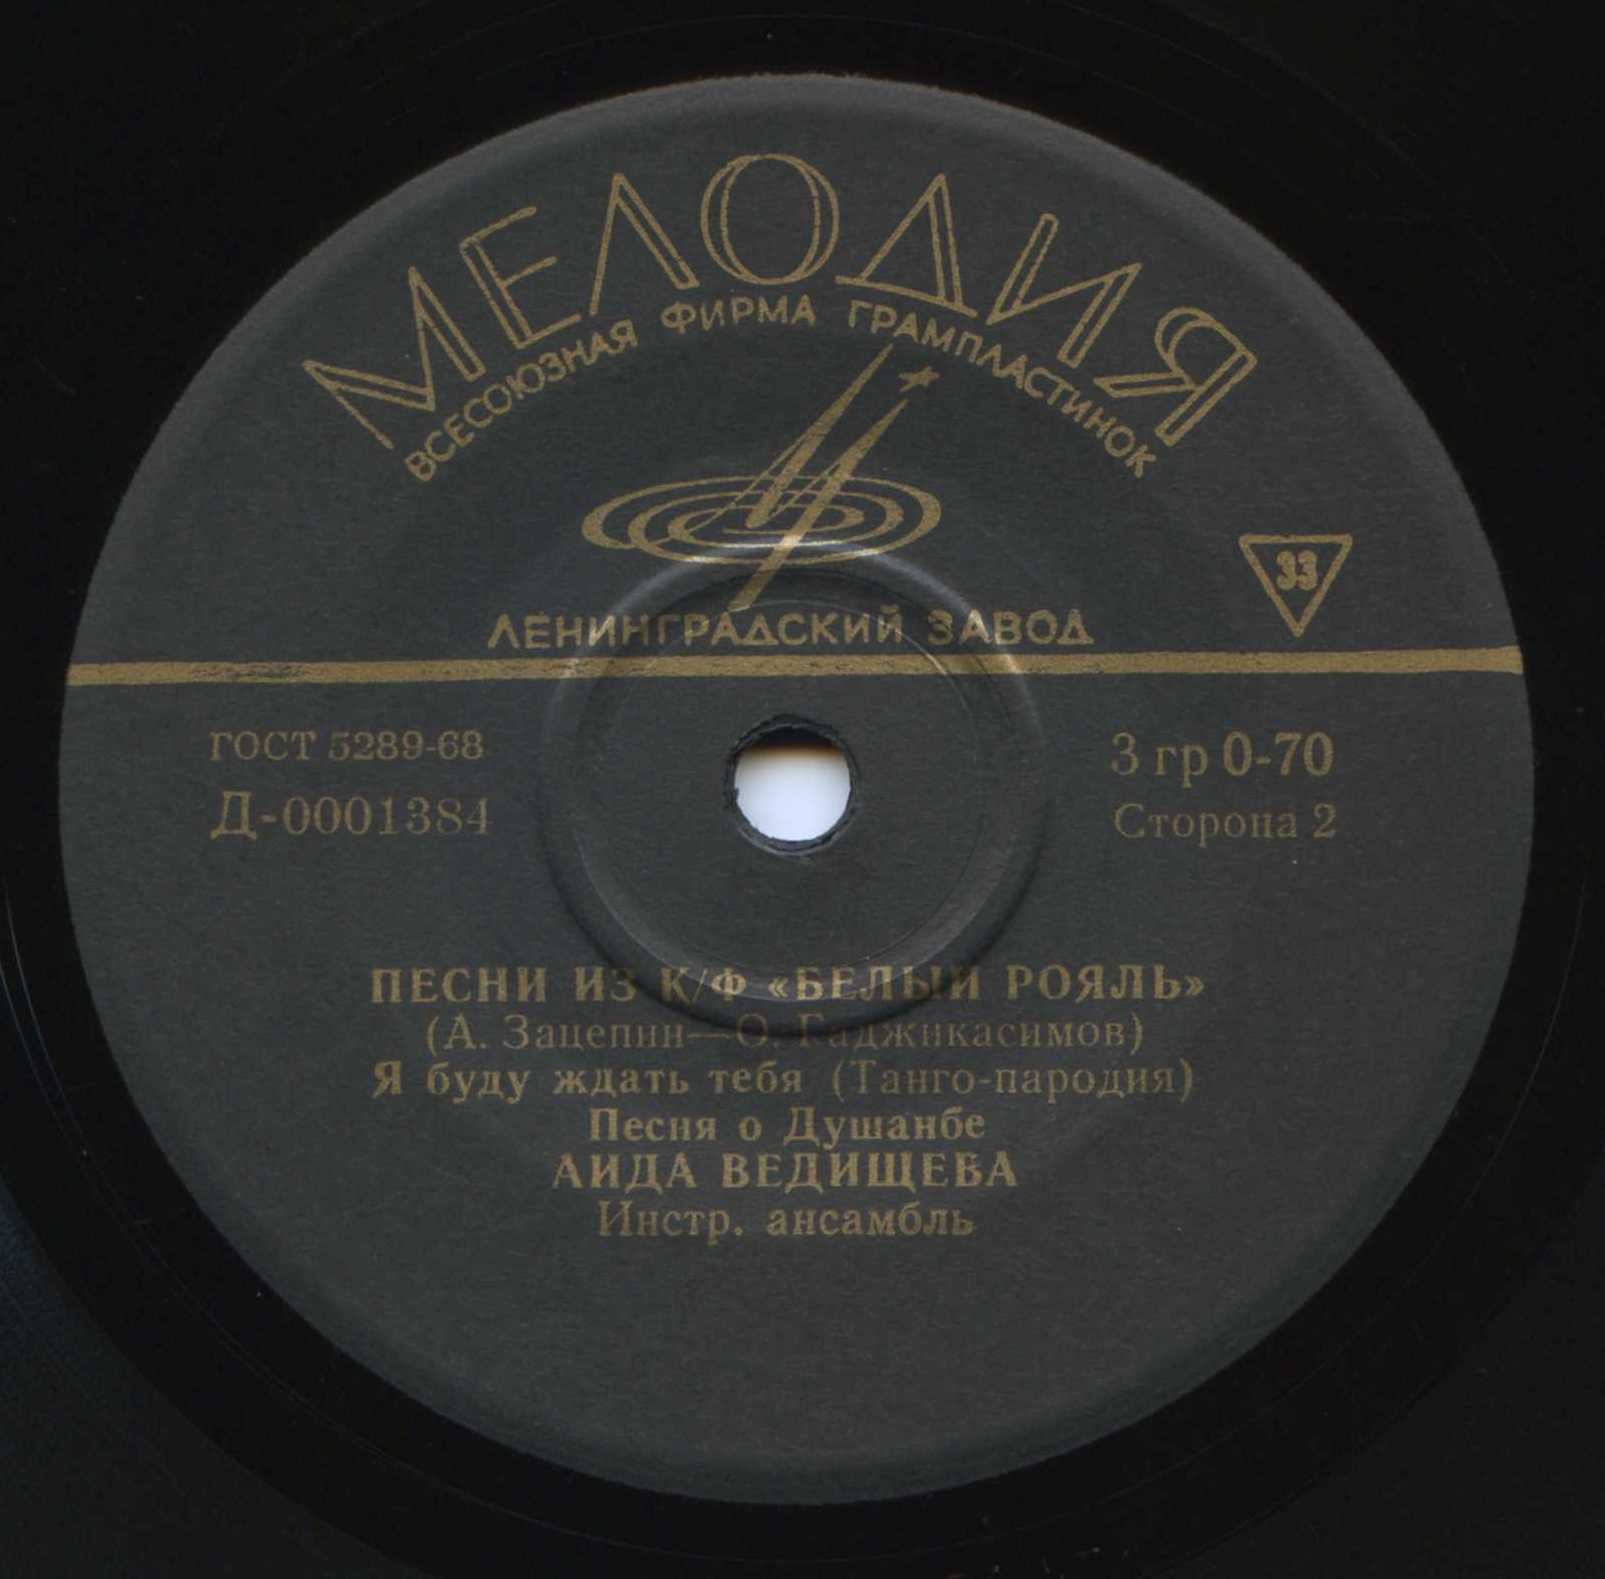 МЕЛОДИЯ
ВСЕСОЮЗНАЯ ФИРМА ГРАМПЛАСТИНОК
33
ЛЕНИНГРАДСКИЙ ЗАВОД
ГОСТ 5289-68
3 гр 0-70
Д-0001384
Сторона 2
ПЕСНИ ИЗ К/Ф «БЕЛЫЙ РОЯЛЬ»
(А. Зацепин—О. Гаджикасимов)
Я буду ждать тебя (Танго-пародия)
Песня о Душанбе
АИДА ВЕДИЩЕВА
Инстр. ансамбль